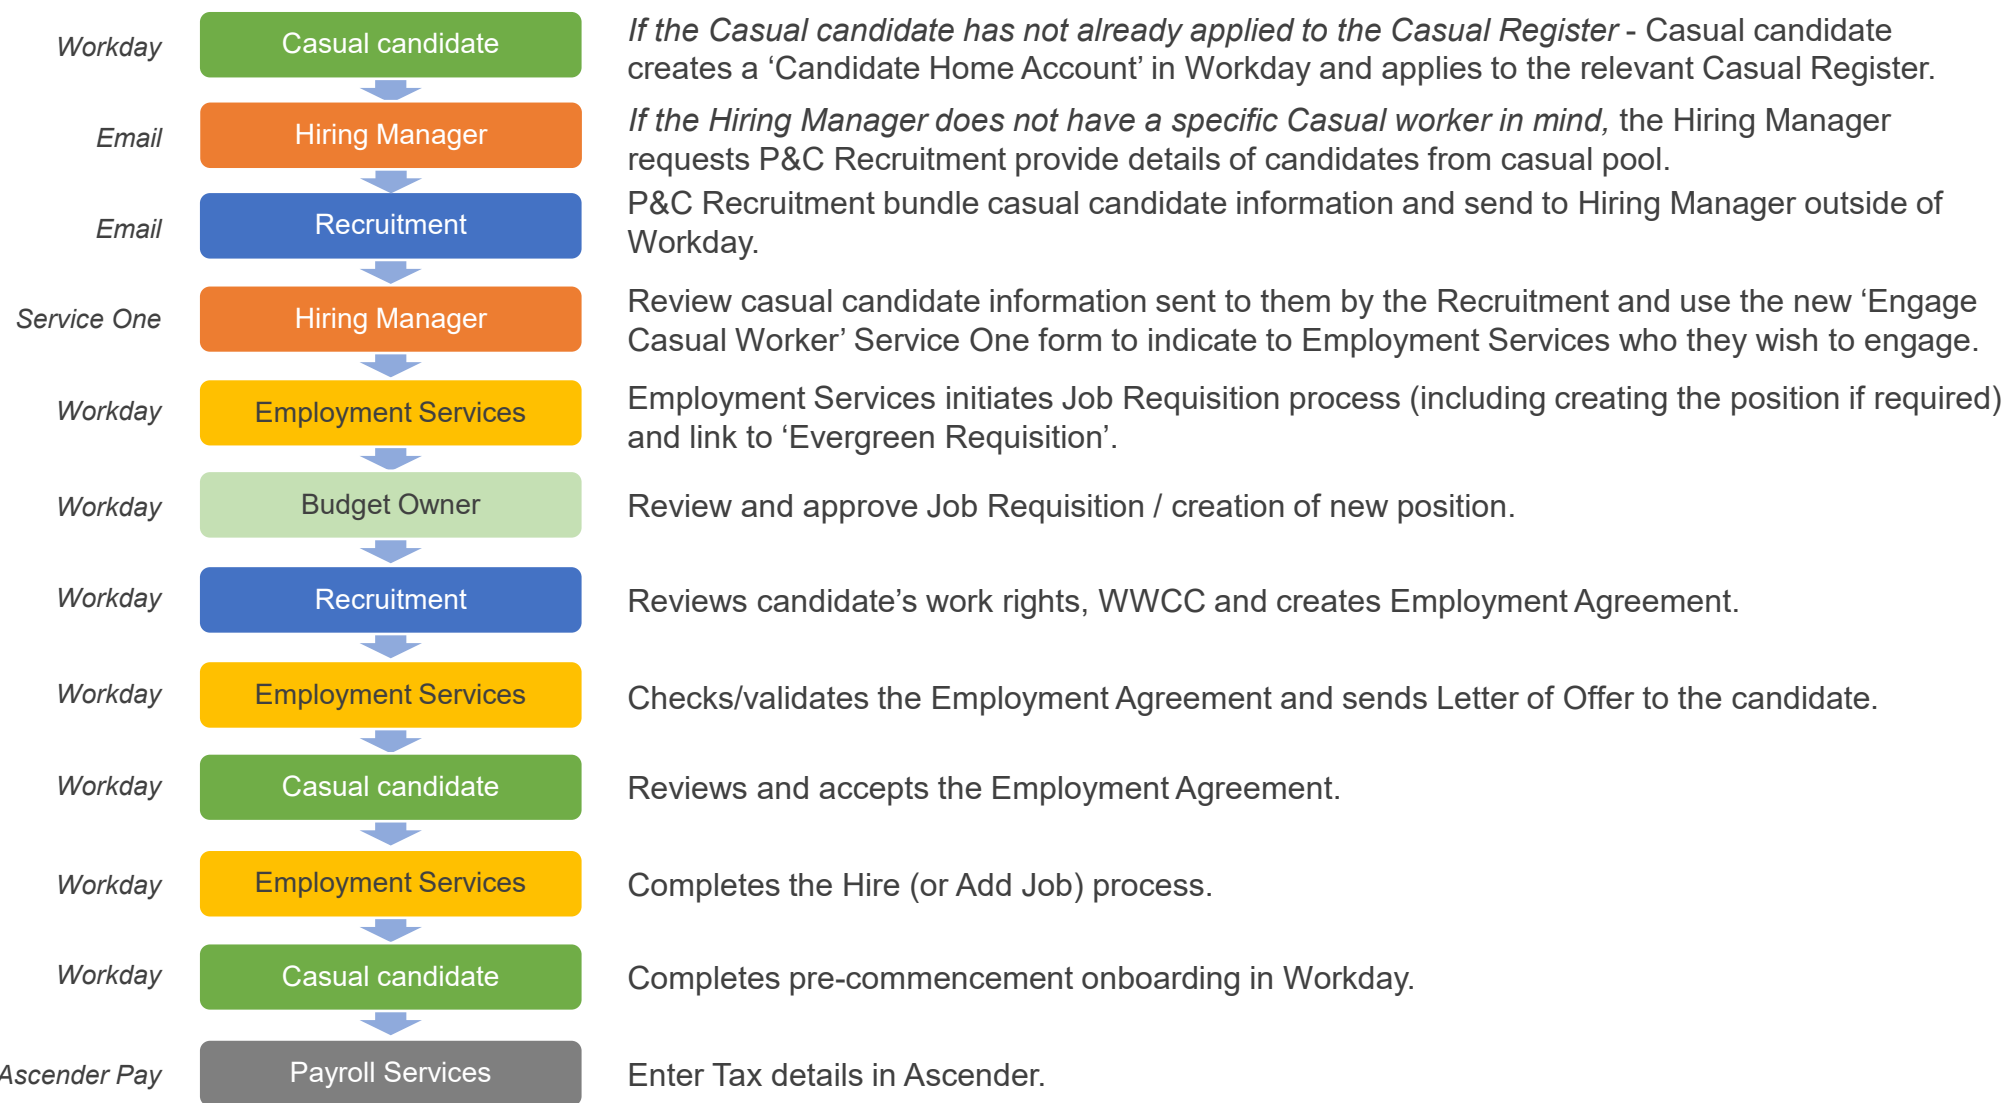 Workday
Casual candidate
If the Casual candidate has not already applied to the Casual Register - Casual candidate
creates a ‘Candidate Home Account’ in Workday and applies to the relevant Casual Register.
Email
Hiring Manager
If the Hiring Manager does not have a specific Casual worker in mind, the Hiring Manager
requests P&C Recruitment provide details of candidates from casual pool.
Email
Recruitment
P&C Recruitment bundle casual candidate information and send to Hiring Manager outside of
Workday.
Service One
Hiring Manager
Review casual candidate information sent to them by the Recruitment and use the new ‘Engage
Casual Worker’ Service One form to indicate to Employment Services who they wish to engage.
Workday
Employment Services
Employment Services initiates Job Requisition process (including creating the position if required)
and link to ‘Evergreen Requisition’.
Workday
Budget Owner
Review and approve Job Requisition / creation of new position.
Workday
Recruitment
Reviews candidate’s work rights, WWCC and creates Employment Agreement.
Workday
Employment Services
Checks/validates the Employment Agreement and sends Letter of Offer to the candidate.
Workday
Casual candidate
Reviews and accepts the Employment Agreement.
Workday
Employment Services
Completes the Hire (or Add Job) process.
Workday
Casual candidate
Completes pre-commencement onboarding in Workday.
Ascender Pay
Payroll Services
Enter Tax details in Ascender.